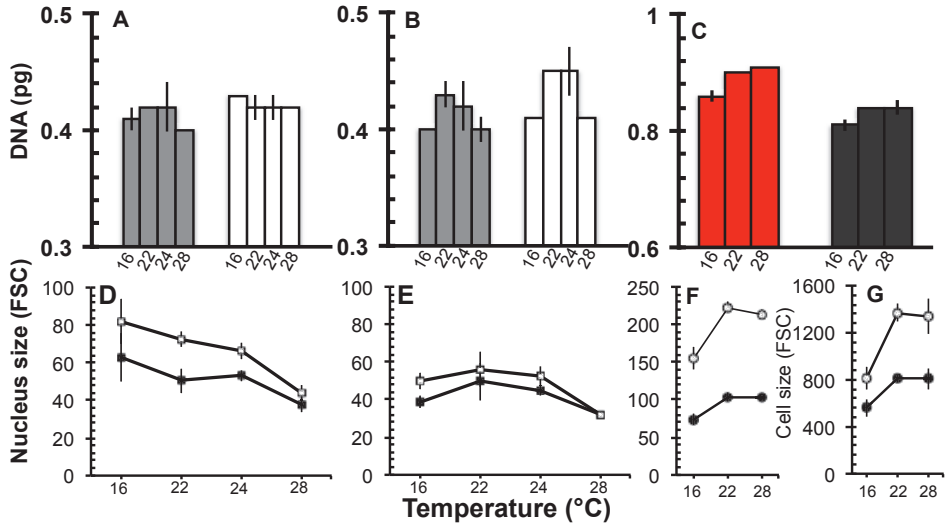 A
B
C
DNA (pg)
0.5
0.4
0.3
16 22 24 28
16 22 24 28
0.5
0.4
0.3
16 22 24 28
16 22 24 28
1
0.8
0.6
16 22 28
16 22 28
D
E
F
G
Nucleus size (FSC)
100
80
60
40
20
0
16 22 24 28
100
80
60
40
20
0
16 22 24 28
250
200
150
100
50
0
16 22 28
Cell size (FSC)
1600
1200
800
400
0
16 22 28
Temperature (°C)